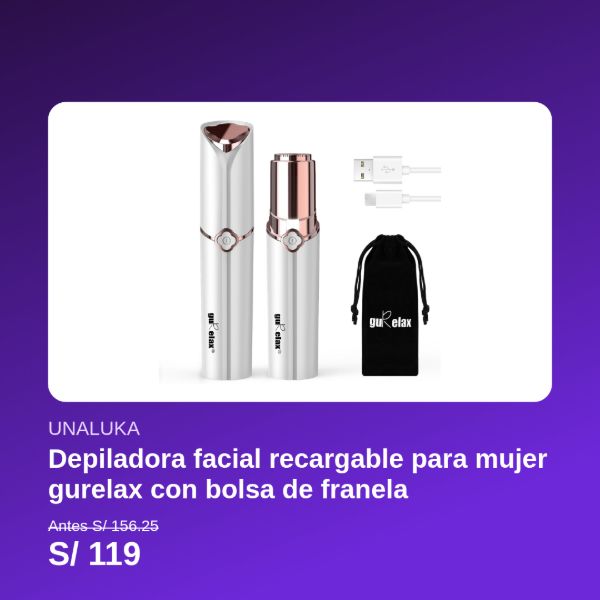 guRelax
guRelax®
guRelax
UNALUKA
Depiladora facial recargable para mujer
gurelax con bolsa de franela
Antes S/ 156.25
S/ 119